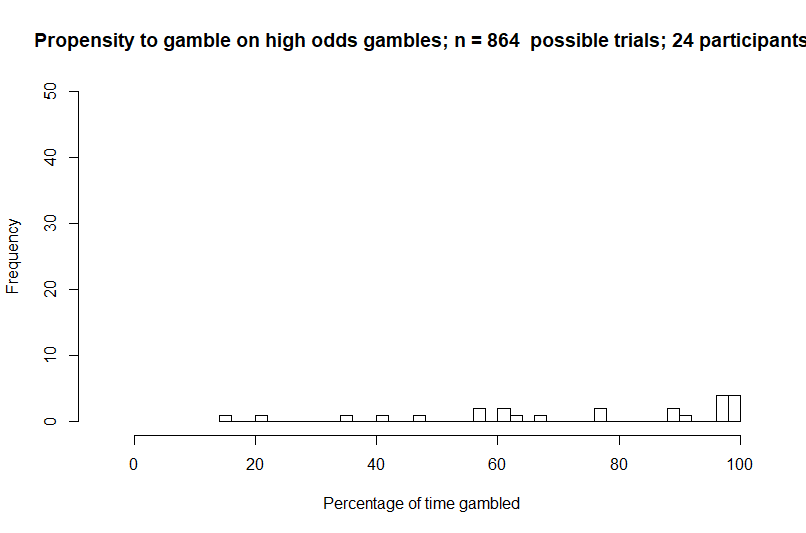 Propensity to gamble on high odds gambles; n = 864  possible trials; 24 participants
50
40
30
20
10
0
Frequency
0 20 40 60 80 100
Percentage of time gambled